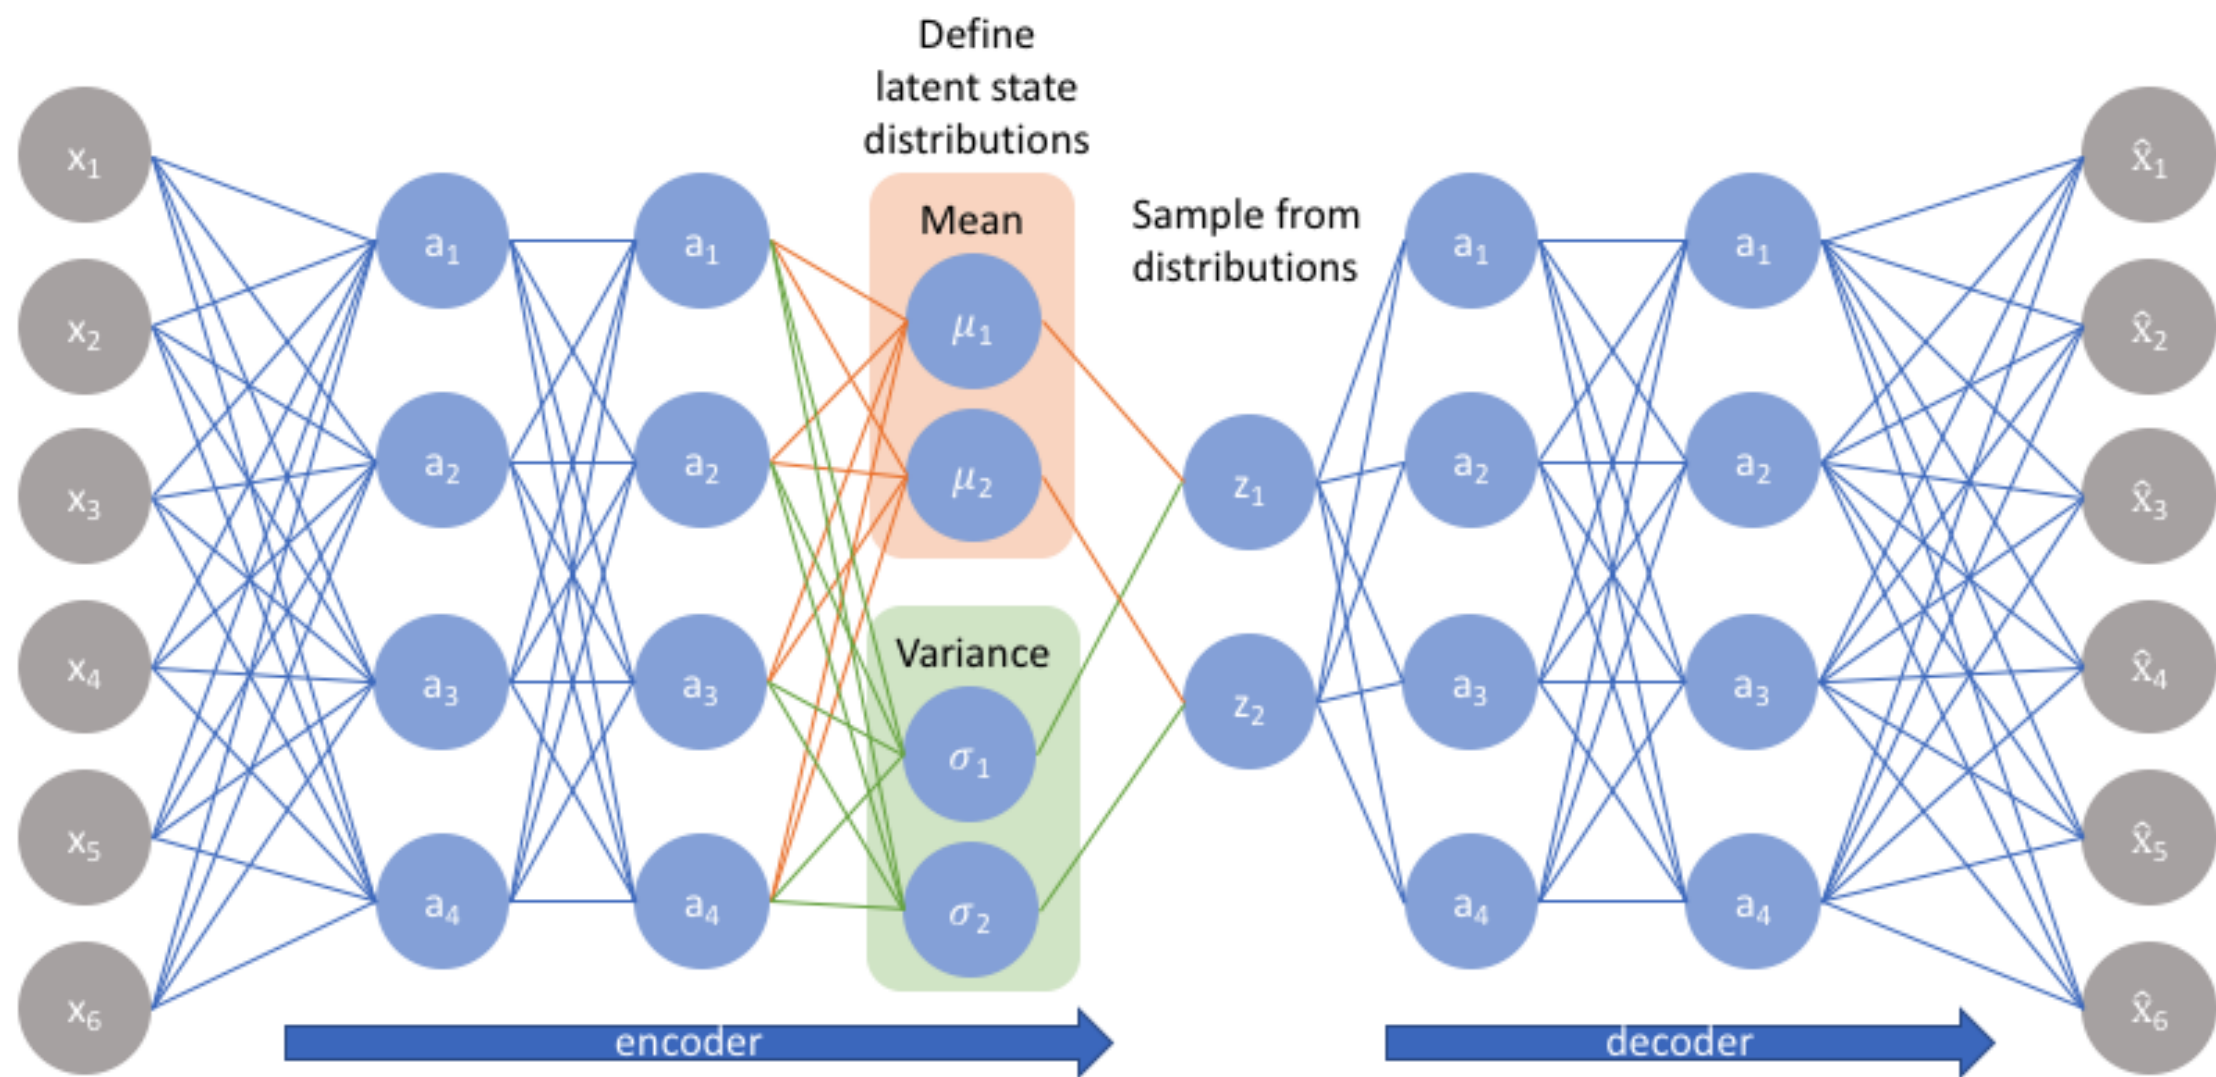 Define
latent state
distributions
Mean
Sample from
distributions
Variance
x₁
x₂
x₃
x₄
x₅
x₆
a₁
a₂
a₃
a₄
a₁
a₂
a₃
a₄
μ₁
μ₂
σ₁
σ₂
z₁
z₂
a₁
a₂
a₃
a₄
a₁
a₂
a₃
a₄
x̂₁
x̂₂
x̂₃
x̂₄
x̂₅
x̂₆
encoder
decoder